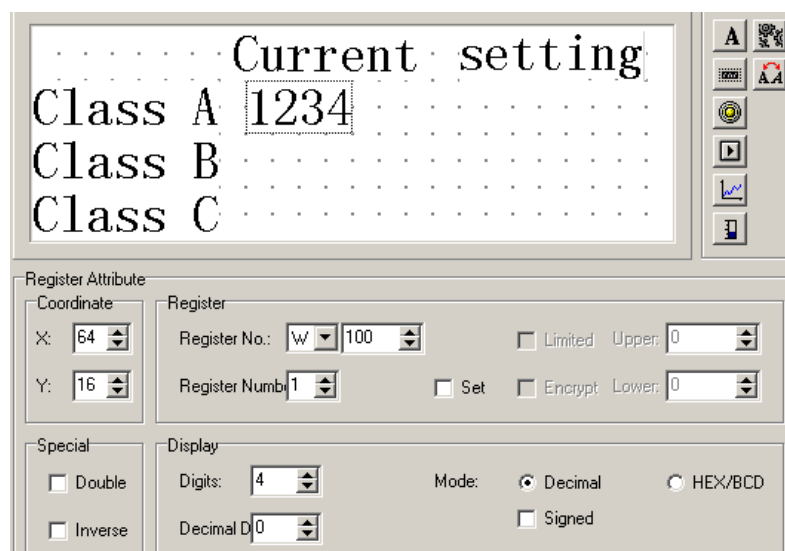 Current setting
Class A 1234
Class B
Class C
A
A A
Register Attribute
Coordinate
X: 64
Y: 16
Register
Register No.: W 100
Limited Upper: 0
Register Numb 1
Set
Encrypt Lower: 0
Special
Double
Inverse
Display
Digits: 4
Mode: Decimal HEX/BCD
Decimal D 0
Signed